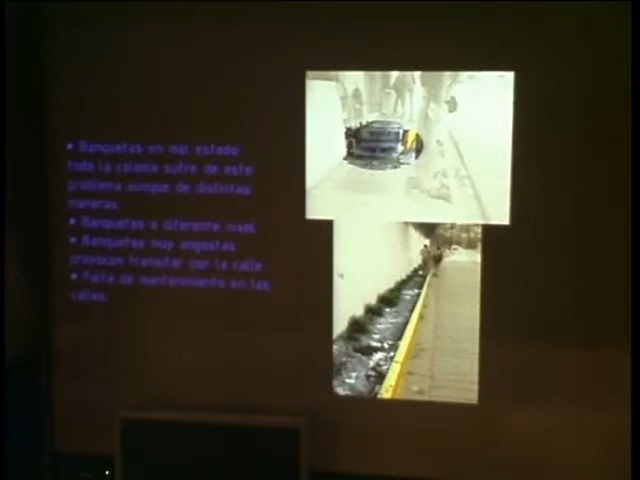 • Banquetas en mal estado
toda la colonia sufre de este
problema aunque de distintas
maneras.
• Banquetas a diferente nivel.
• Banquetas muy angostas
provocan transitar por la calle
• Falta de mantenimiento en las
calles.